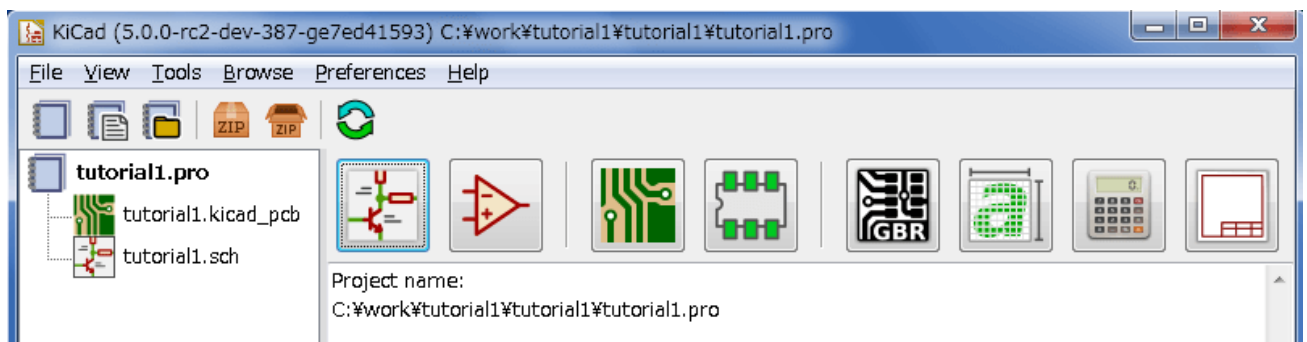 KiCad (5.0.0-rc2-dev-387-ge7ed41593) C:¥work¥tutorial1¥tutorial1¥tutorial1.pro
File View Tools Browse Preferences Help
ZIP ZIP
tutorial1.pro
tutorial1.kicad_pcb
tutorial1.sch
GBR
a
0.
Project name:
C:¥work¥tutorial1¥tutorial1¥tutorial1.pro